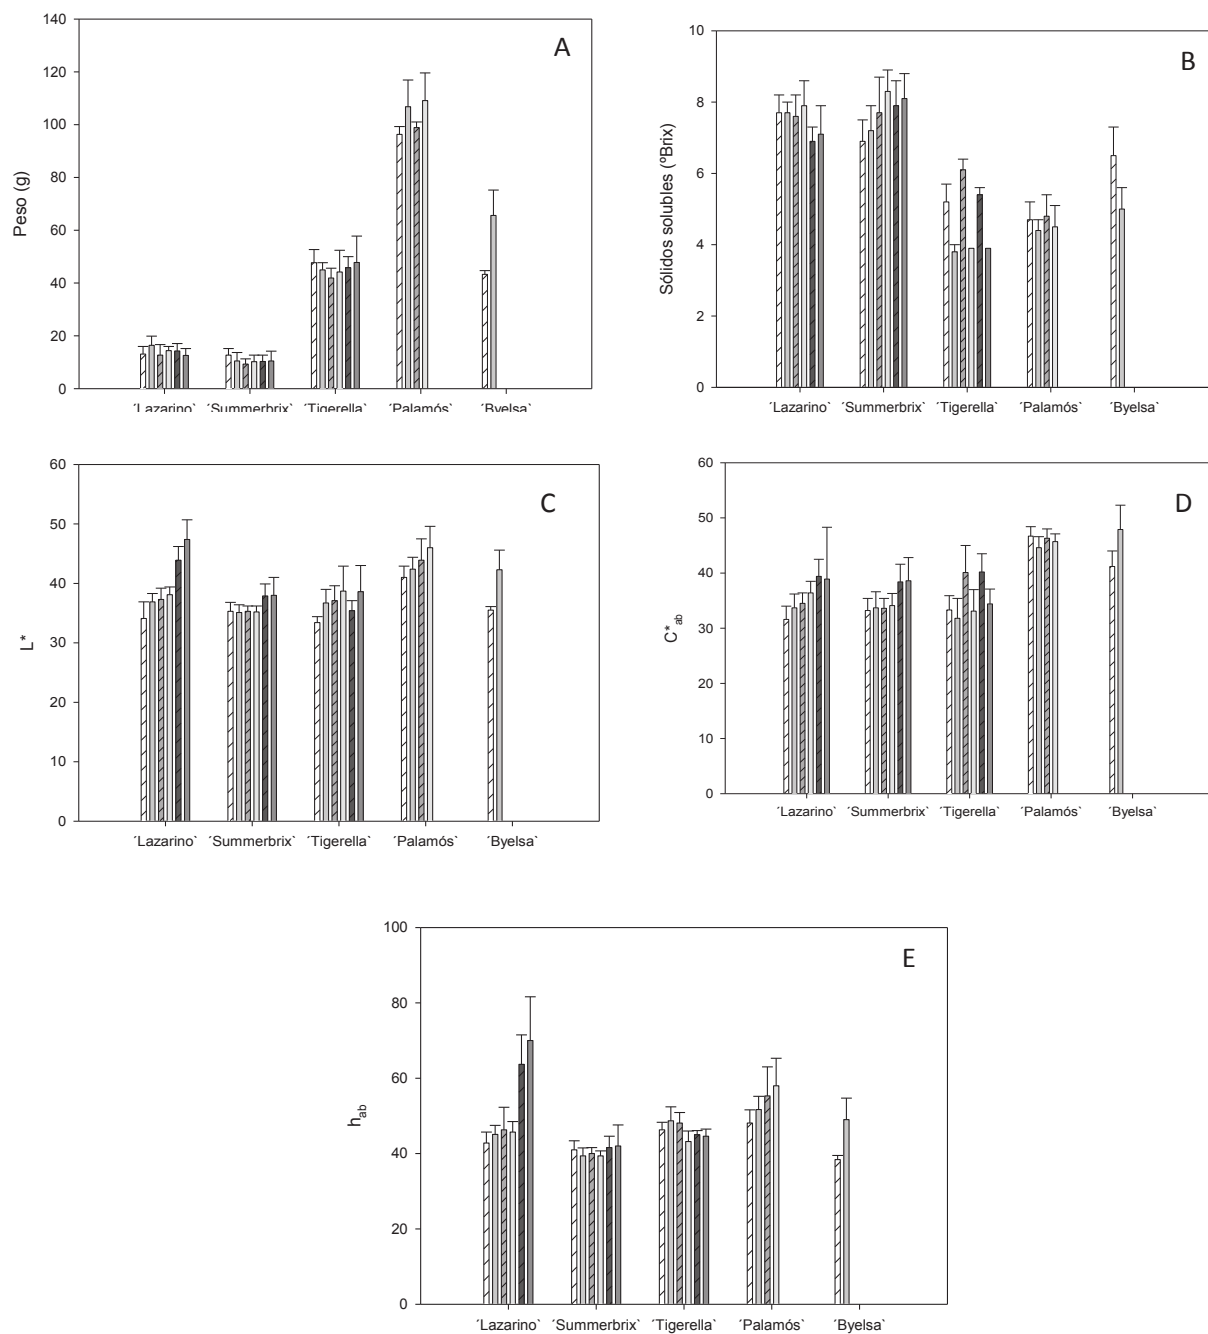 A
Peso (g)
140
120
100
80
60
40
20
0
´Lazarino` ´Summerbrix` ´Tigerella` ´Palamós` ´Byelsa`
B
Sólidos solubles (ºBrix)
10
8
6
4
2
0
´Lazarino` ´Summerbrix` ´Tigerella` ´Palamós` ´Byelsa`
C
L*
60
50
40
30
20
10
0
´Lazarino` ´Summerbrix` ´Tigerella` ´Palamós` ´Byelsa`
D
C*ab
60
50
40
30
20
10
0
´Lazarino` ´Summerbrix` ´Tigerella` ´Palamós` ´Byelsa`
E
hab
100
80
60
40
20
0
´Lazarino` ´Summerbrix` ´Tigerella` ´Palamós` ´Byelsa`